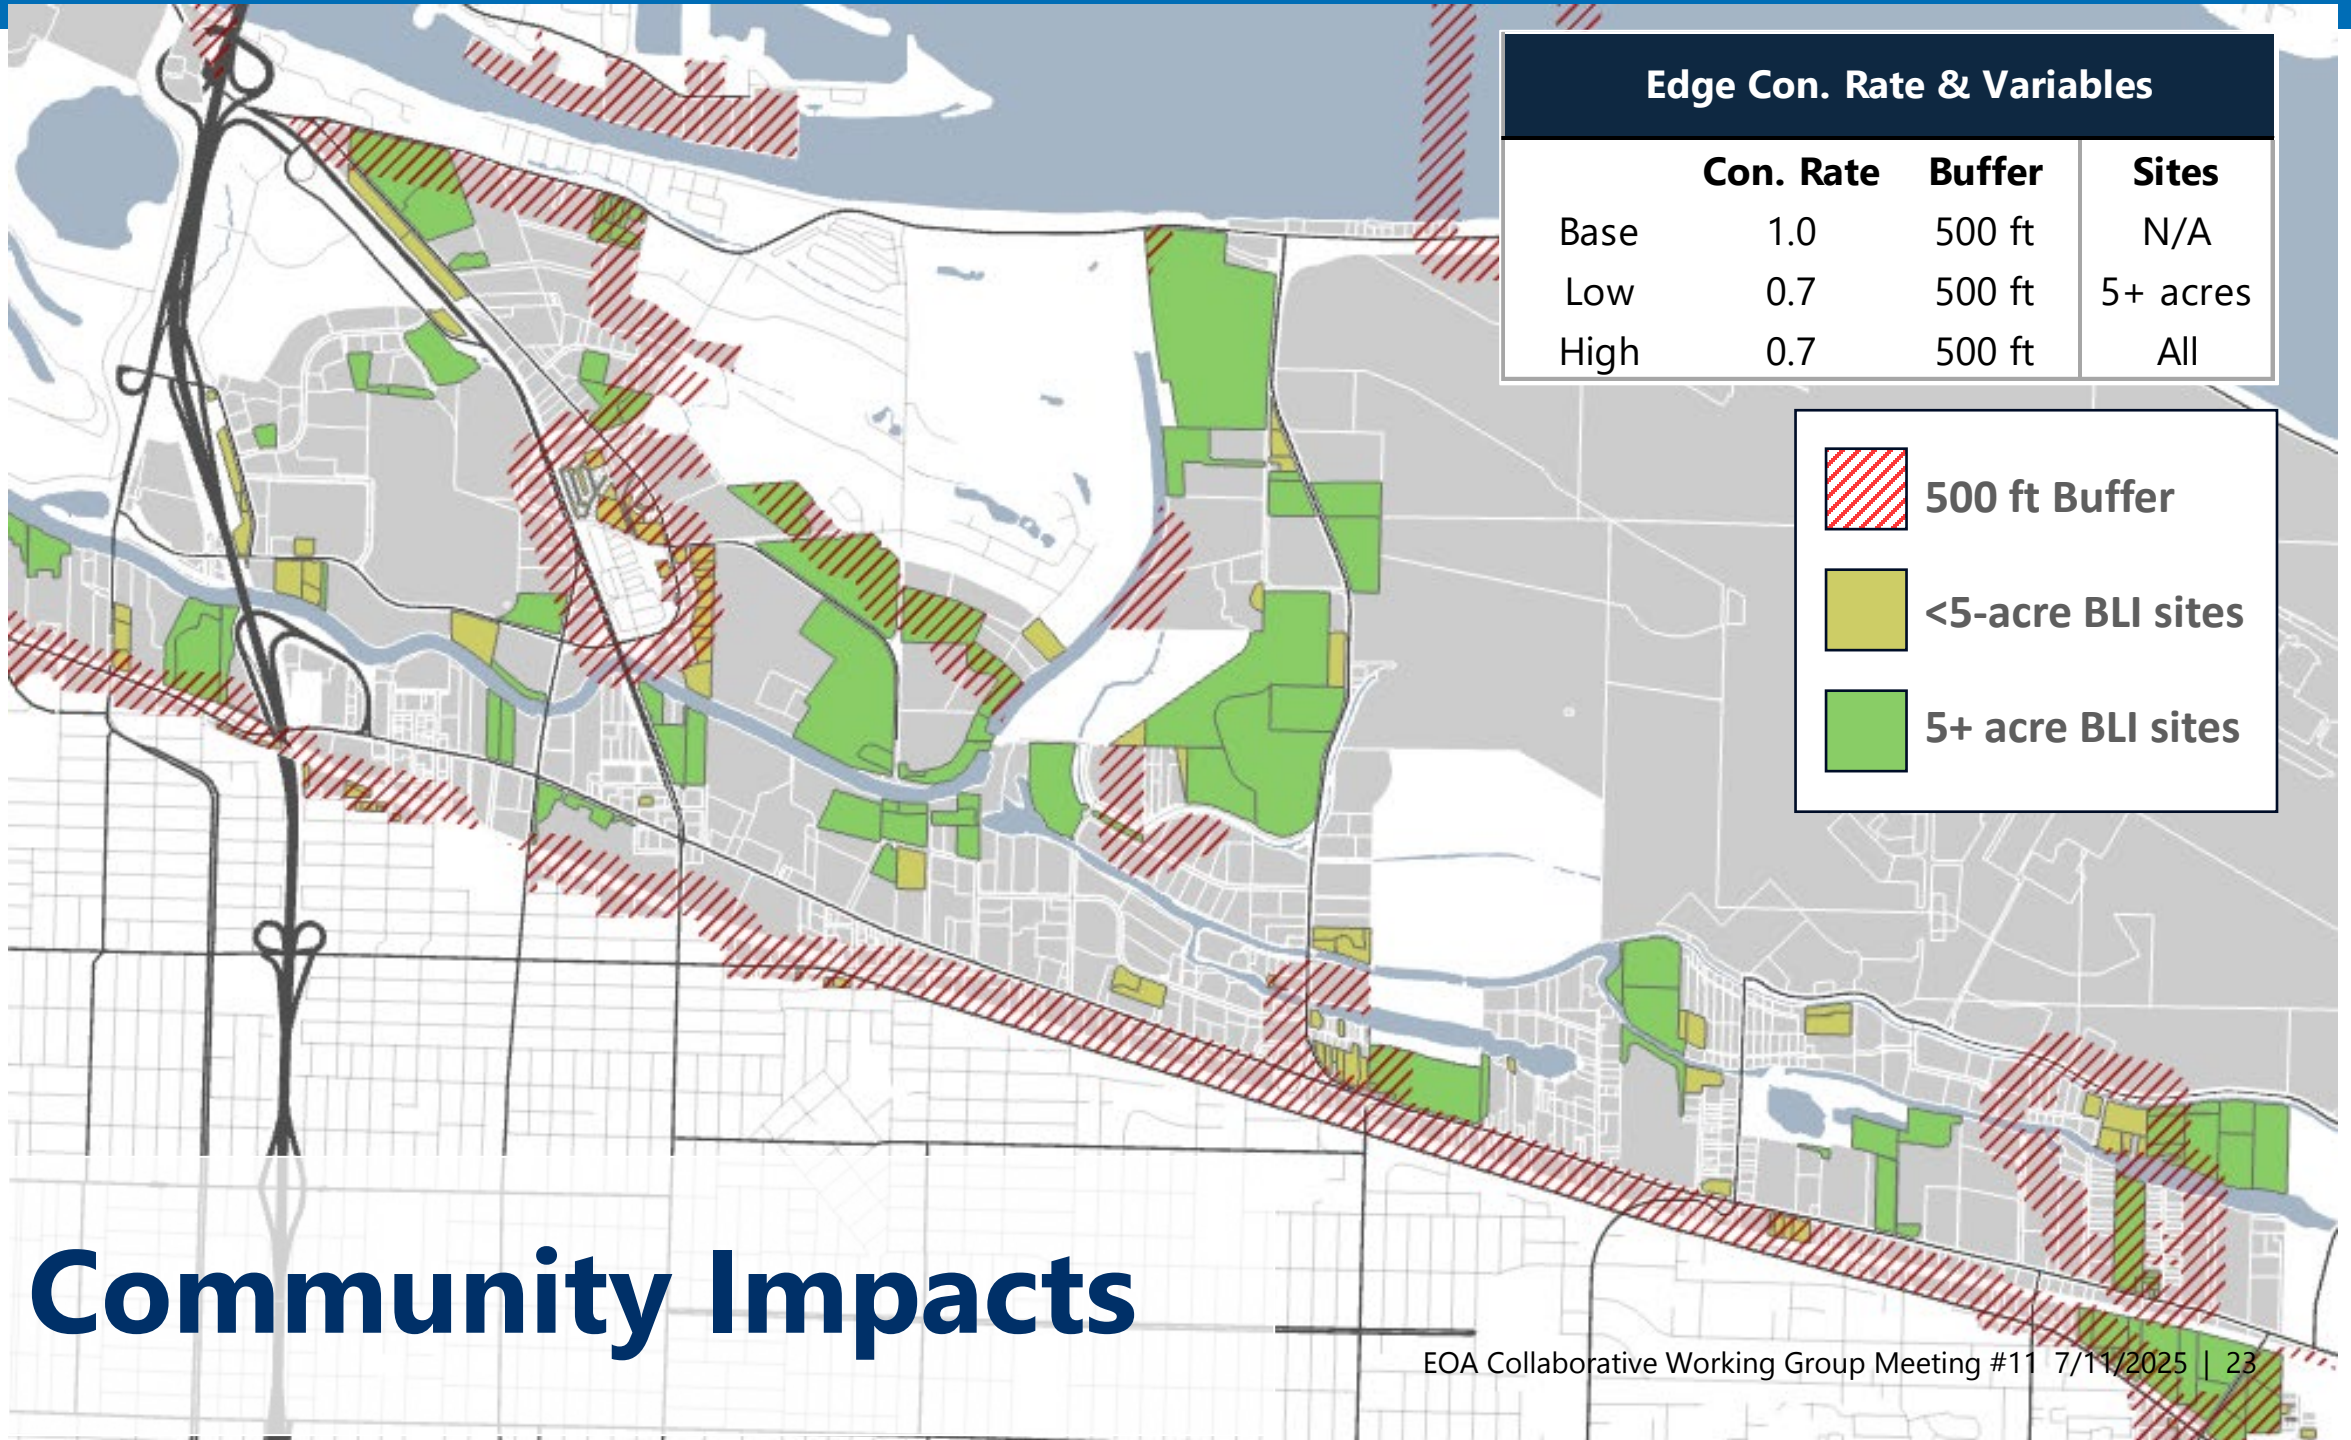 Edge Con. Rate & Variables
Con. Rate Buffer Sites
Base 1.0 500 ft N/A
Low 0.7 500 ft 5+ acres
High 0.7 500 ft All
500 ft Buffer
<5-acre BLI sites
5+ acre BLI sites
Community Impacts
EOA Collaborative Working Group Meeting #11 7/11/2025 | 23